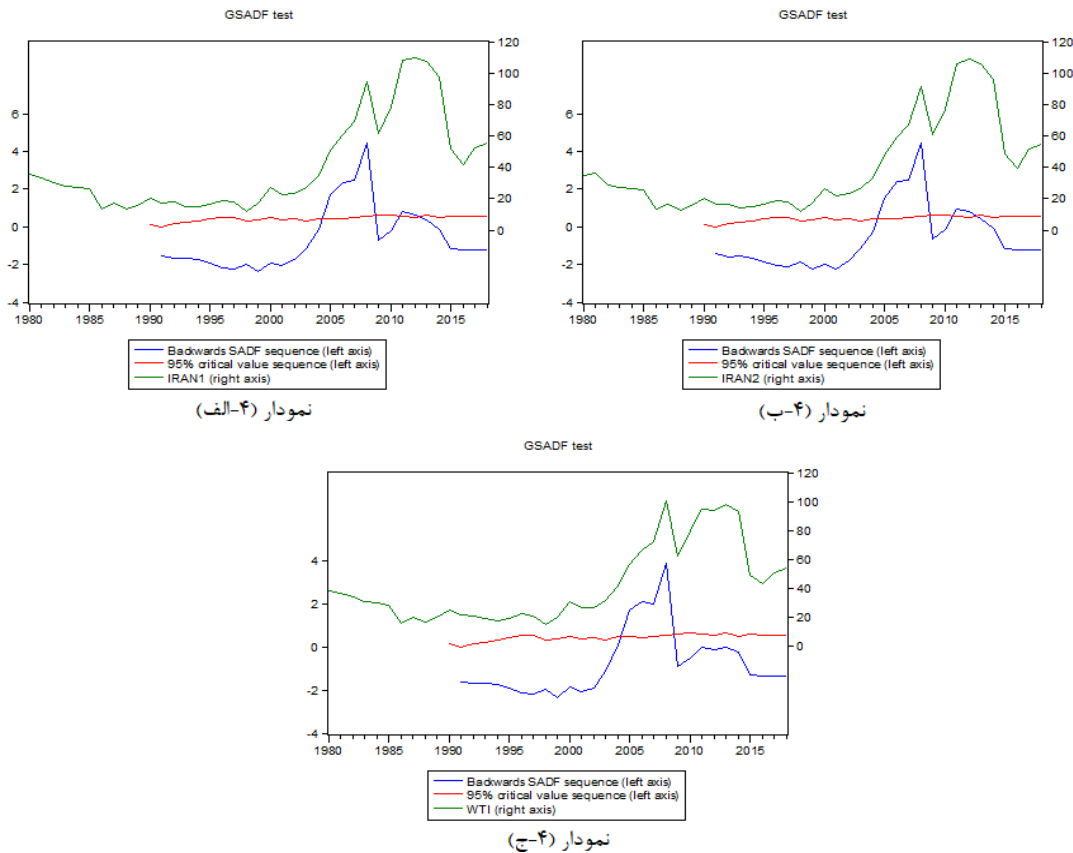 GSADF test
120
100
80
60
40
20
0
6
4
2
0
-2
-4
1980 1985 1990 1995 2000 2005 2010 2015
Backwards SADF sequence (left axis)
95% critical value sequence (left axis)
IRAN1 (right axis)
نمودار (۴-الف)
GSADF test
120
100
80
60
40
20
0
6
4
2
0
-2
-4
1980 1985 1990 1995 2000 2005 2010 2015
Backwards SADF sequence (left axis)
95% critical value sequence (left axis)
IRAN2 (right axis)
نمودار (۴-ب)
GSADF test
120
100
80
60
40
20
0
4
2
0
-2
-4
1980 1985 1990 1995 2000 2005 2010 2015
Backwards SADF sequence (left axis)
95% critical value sequence (left axis)
WTI (right axis)
نمودار (۴-ج)